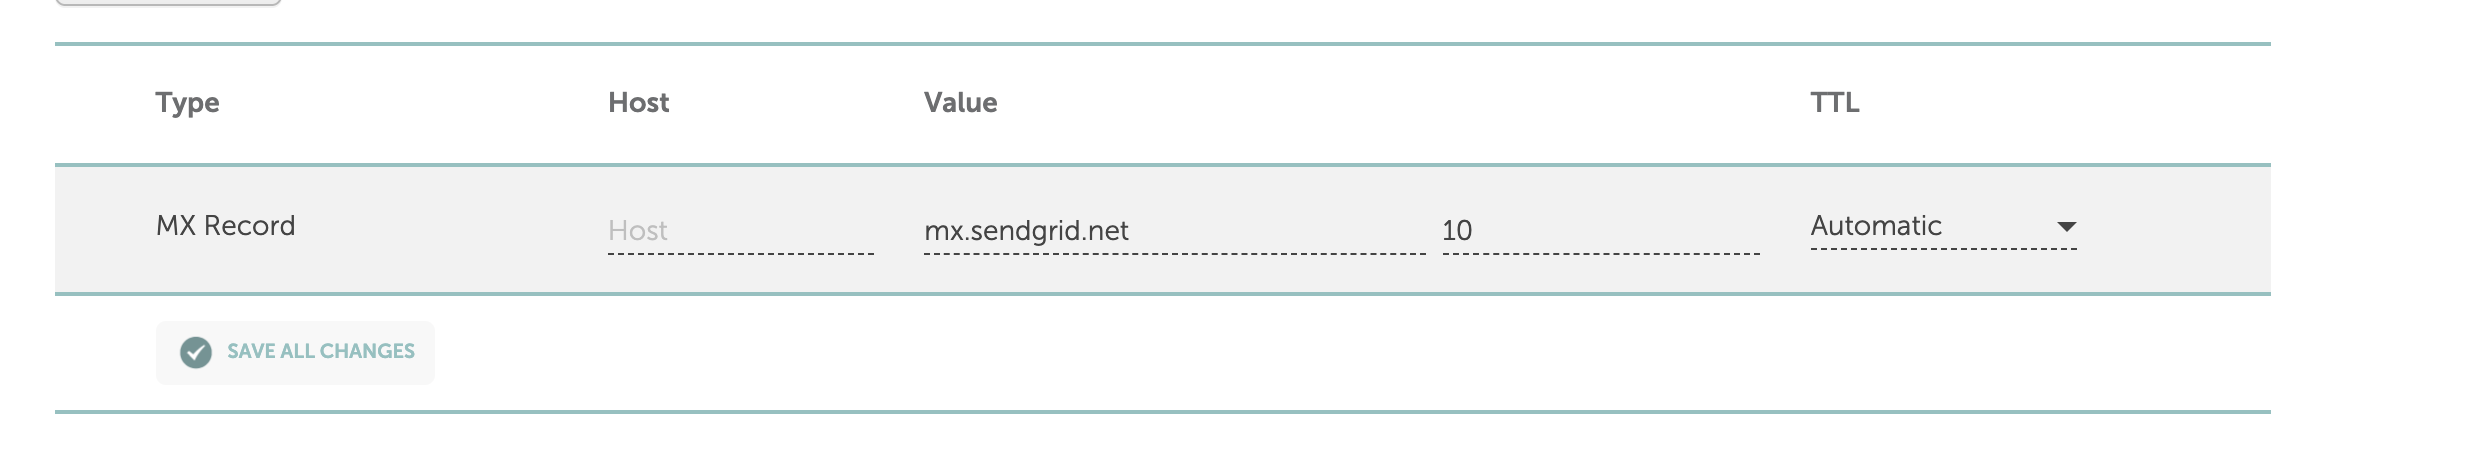 Type Host Value TTL
MX Record Host mx.sendgrid.net 10 Automatic
SAVE ALL CHANGES